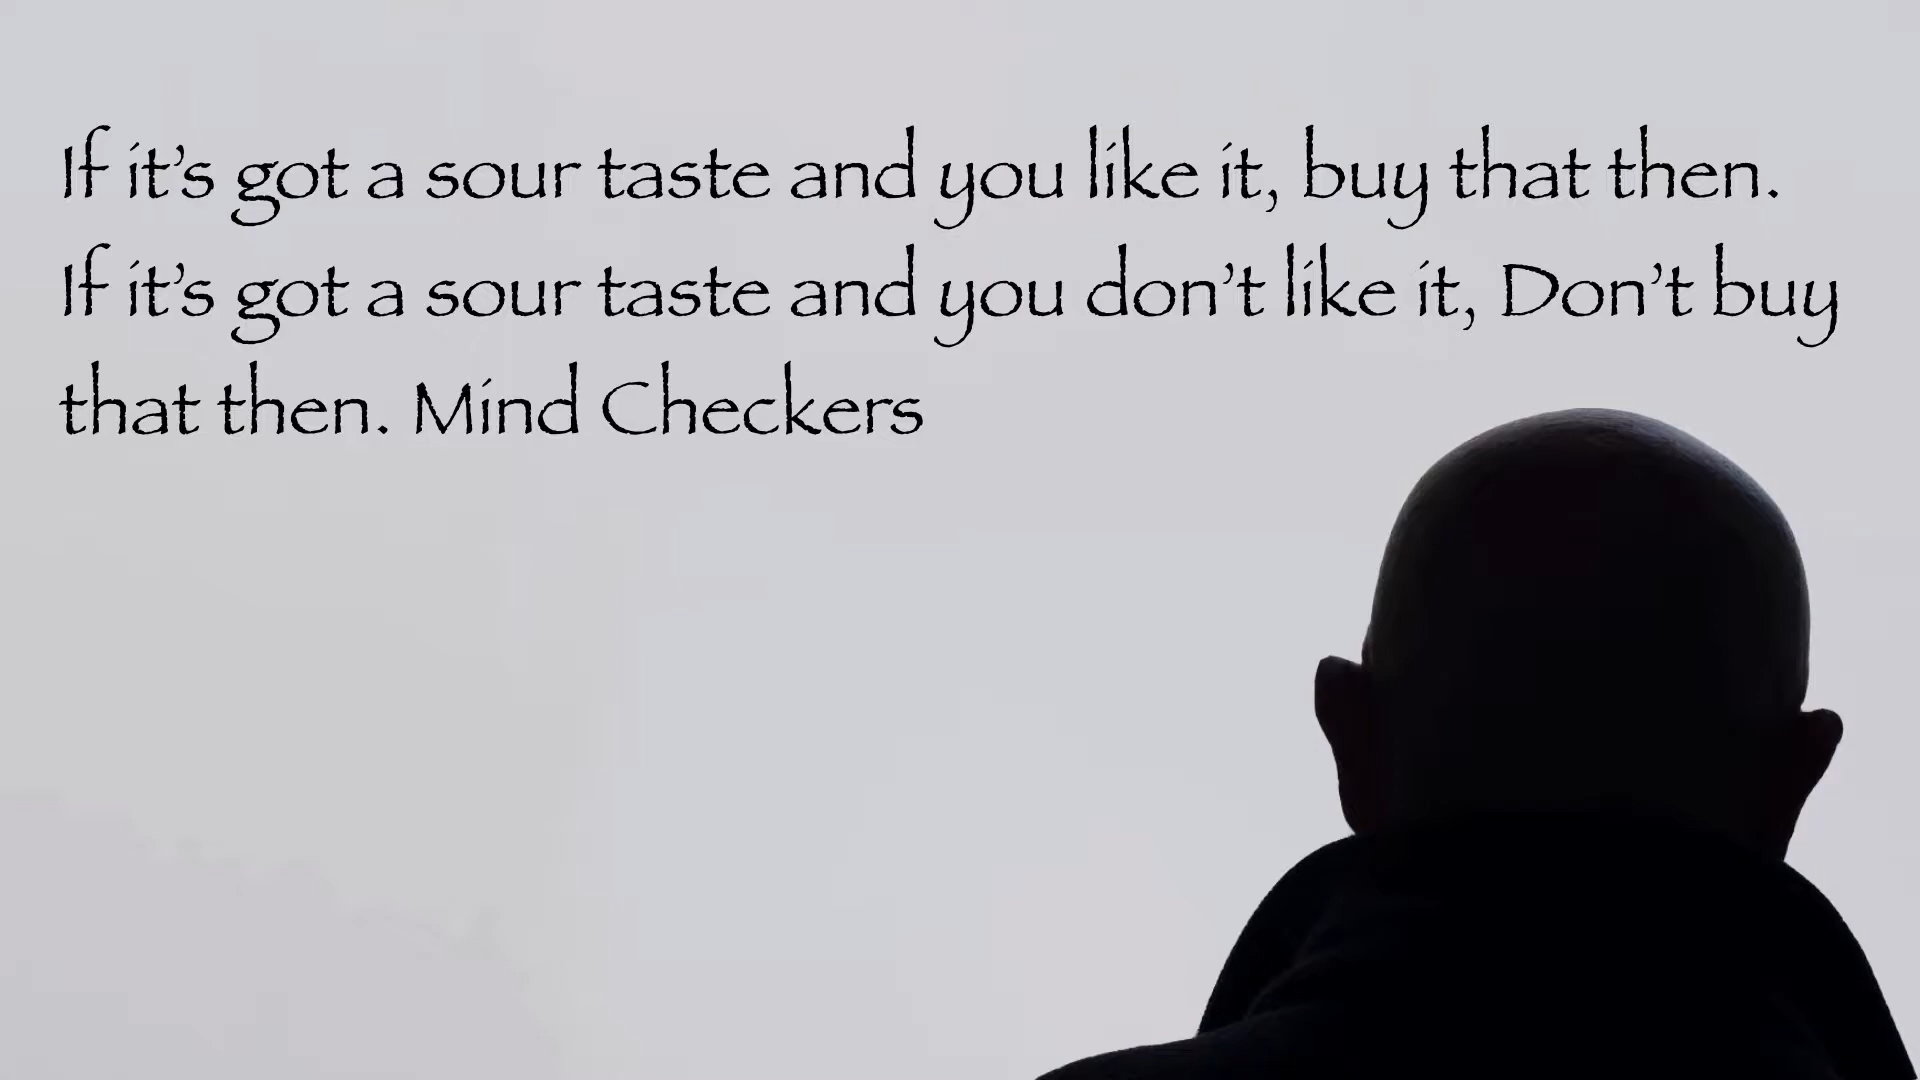 If it’s got a sour taste and you like it, buy that then.
If it’s got a sour taste and you don’t like it, Don’t buy
that then. Mind Checkers